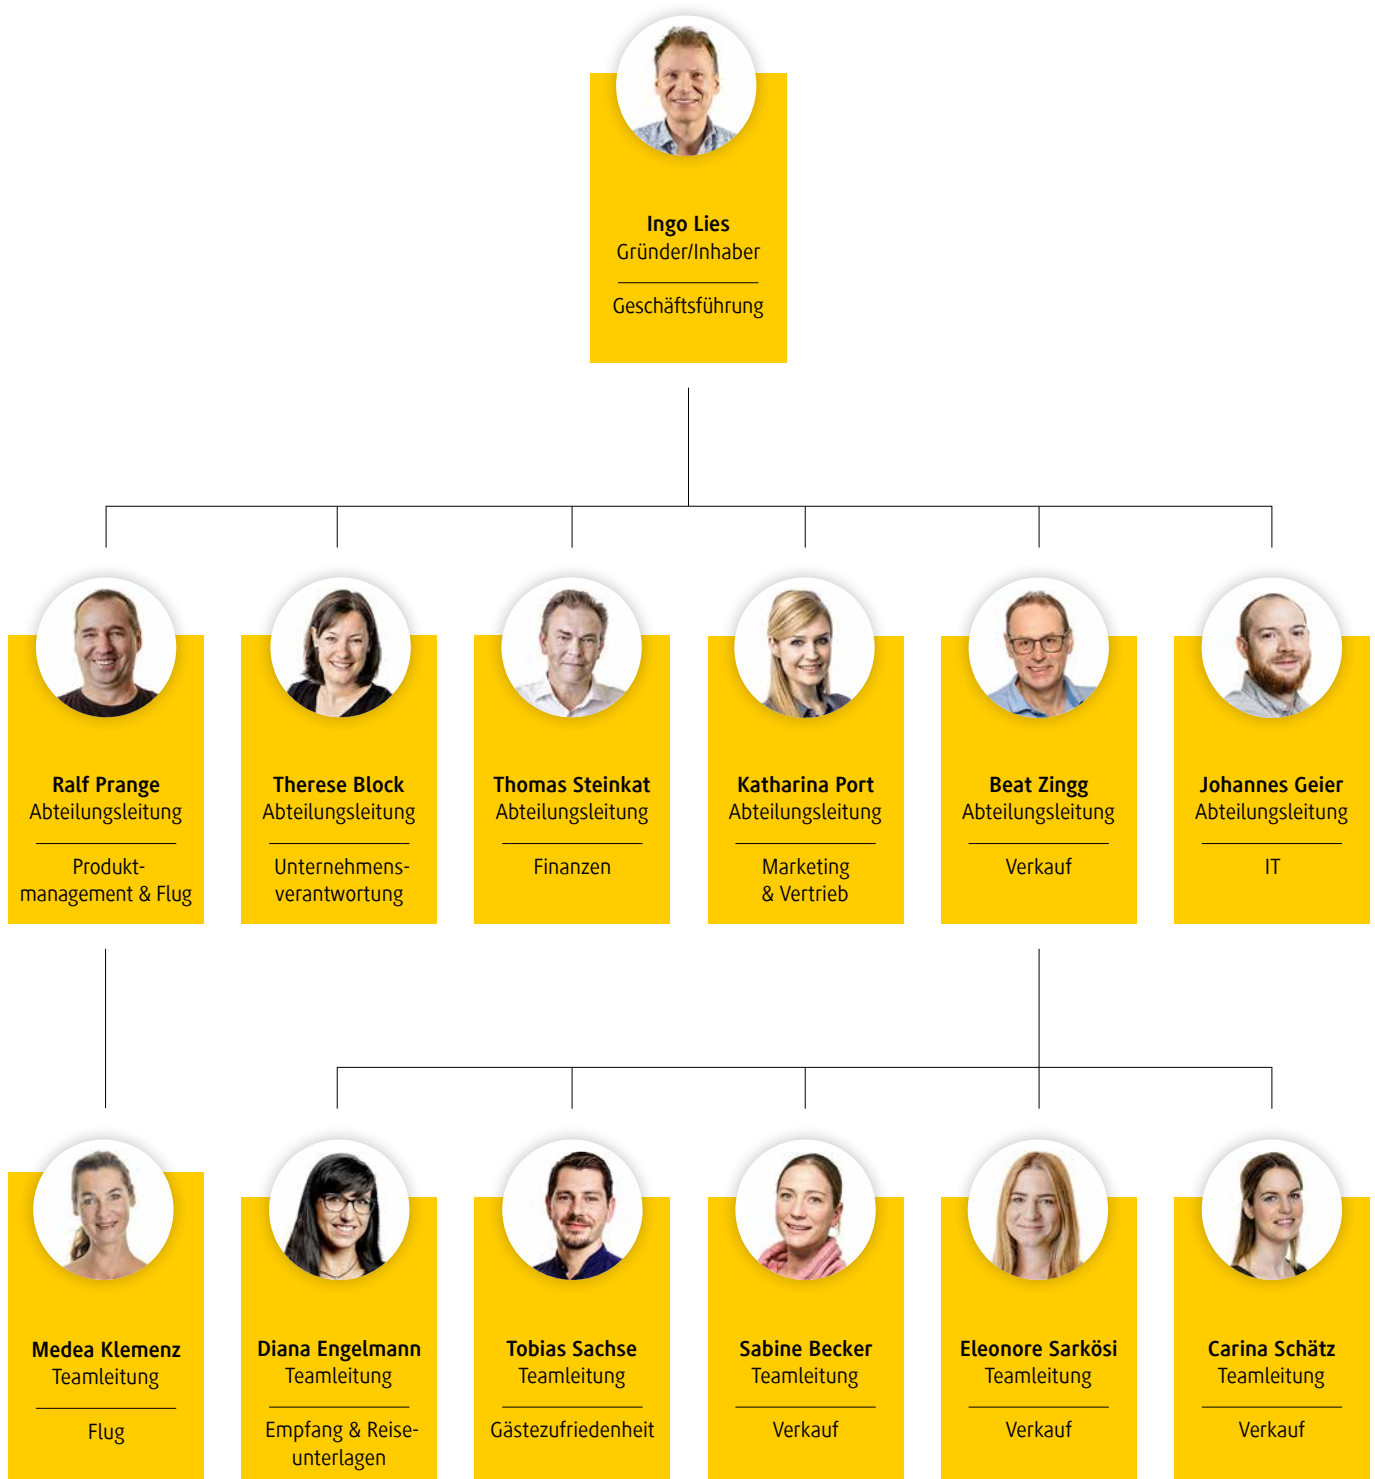 Ingo Lies
Gründer/Inhaber
Geschäftsführung
Ralf Prange
Abteilungsleitung
Produkt-
management & Flug
Therese Block
Abteilungsleitung
Unternehmens-
verantwortung
Thomas Steinkat
Abteilungsleitung
Finanzen
Katharina Port
Abteilungsleitung
Marketing
& Vertrieb
Beat Zingg
Abteilungsleitung
Verkauf
Johannes Geier
Abteilungsleitung
IT
Medea Klemenz
Teamleitung
Flug
Diana Engelmann
Teamleitung
Empfang & Reise-
unterlagen
Tobias Sachse
Teamleitung
Gästezufriedenheit
Sabine Becker
Teamleitung
Verkauf
Eleonore Sarkösi
Teamleitung
Verkauf
Carina Schätz
Teamleitung
Verkauf